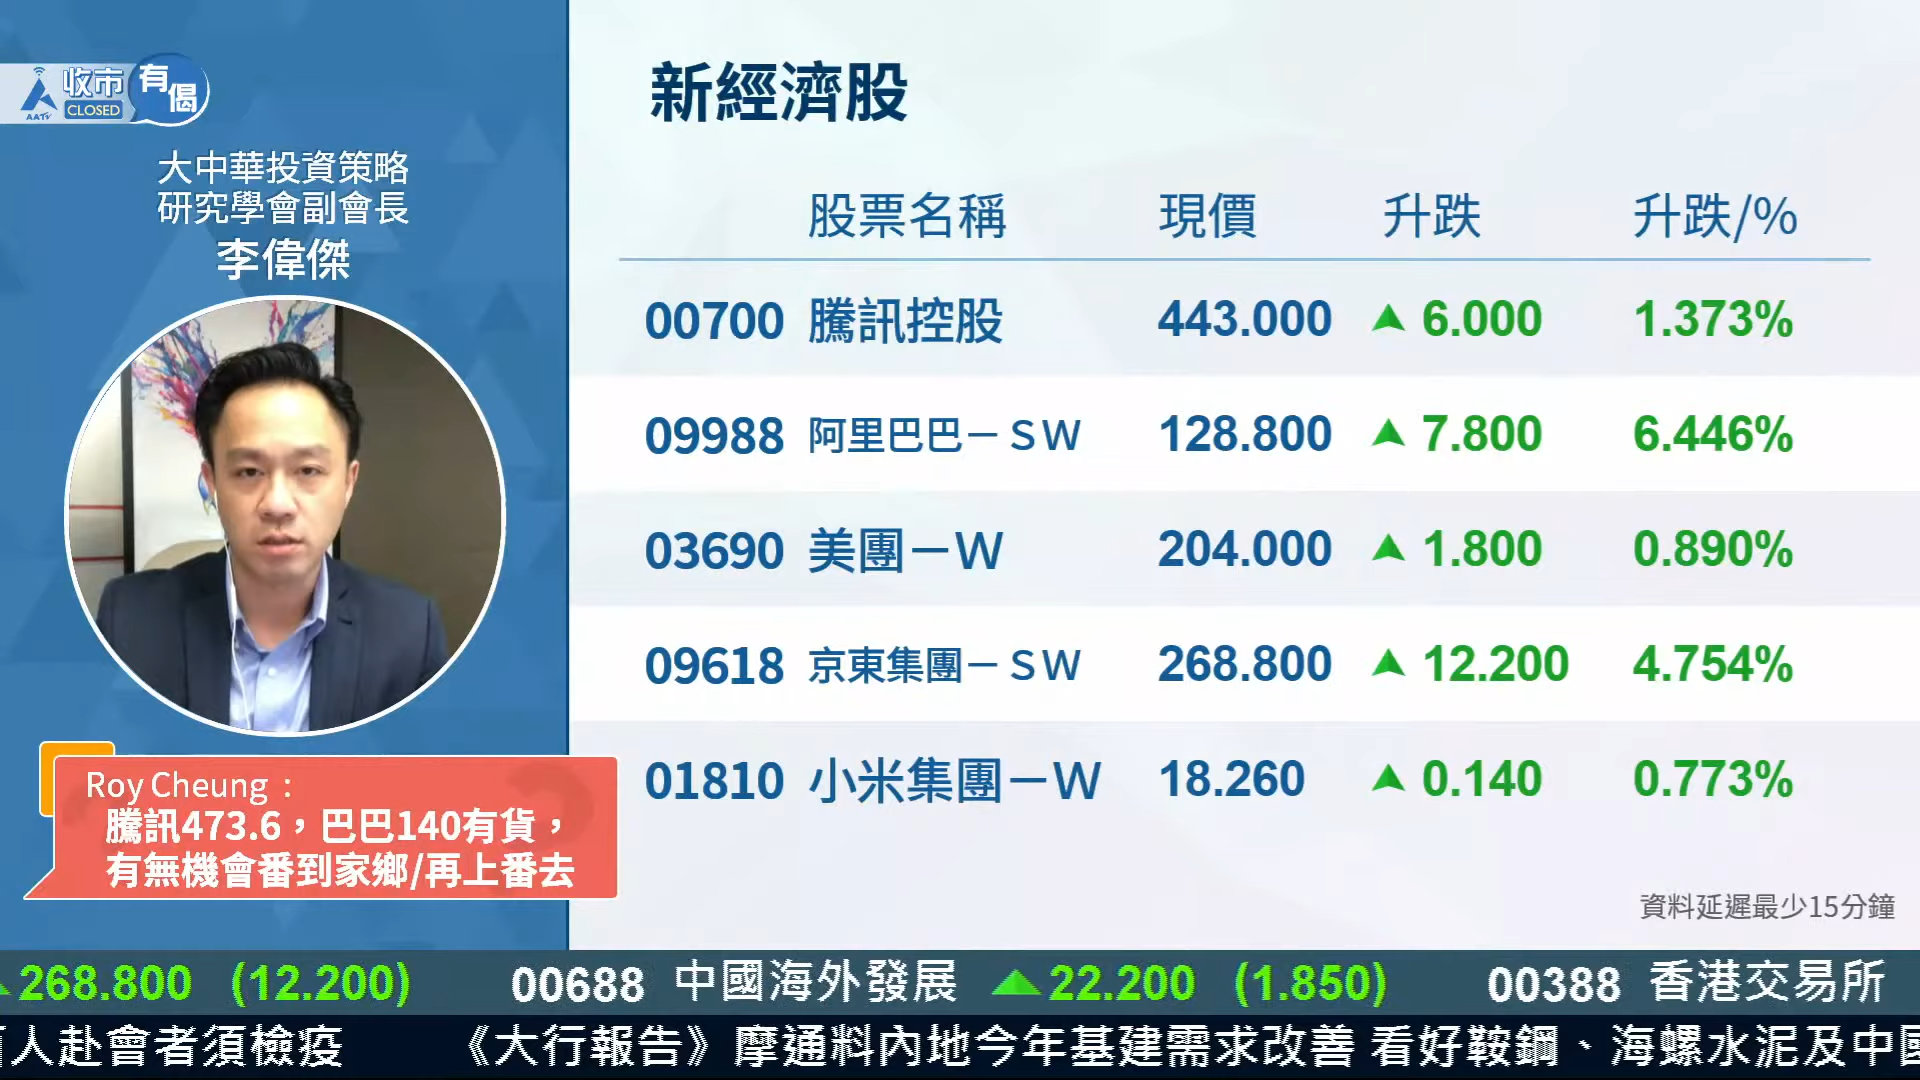 收市
CLOSED
有偈
AATV
大中華投資策略
研究學會副會長
李偉傑
Roy Cheung：
騰訊473.6，巴巴140有貨，
有無機會番到家鄉/再上番去
新經濟股
股票名稱 現價 升跌 升跌/%
00700 騰訊控股 443.000 ▲ 6.000 1.373%
09988 阿里巴巴－ＳＷ 128.800 ▲ 7.800 6.446%
03690 美團－W 204.000 ▲ 1.800 0.890%
09618 京東集團－ＳＷ 268.800 ▲ 12.200 4.754%
01810 小米集團－W 18.260 ▲ 0.140 0.773%
資料延遲最少15分鐘
▲268.800 (12.200) 00688 中國海外發展 ▲22.200 (1.850) 00388 香港交易所
人赴會者須檢疫 《大行報告》摩通料內地今年基建需求改善 看好鞍鋼、海螺水泥及中國